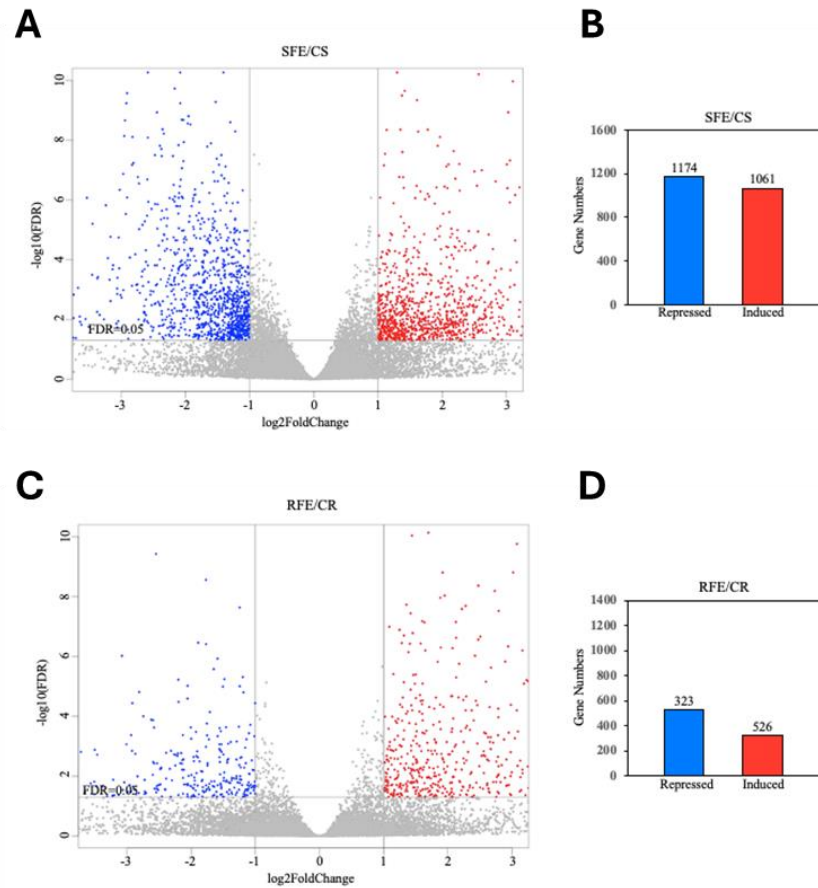 A
SFE/CS
-log10(FDR)
10
8
6
4
2
0
FDR=0.05
-3 -2 -1 0 1 2 3
log2FoldChange
B
SFE/CS
Gene Numbers
1600
1200
800
400
0
1174
1061
Repressed Induced
C
RFE/CR
-log10(FDR)
10
8
6
4
2
0
FDR=0.05
-3 -2 -1 0 1 2 3
log2FoldChange
D
RFE/CR
Gene Numbers
1400
1200
1000
800
600
400
200
0
323
526
Repressed Induced